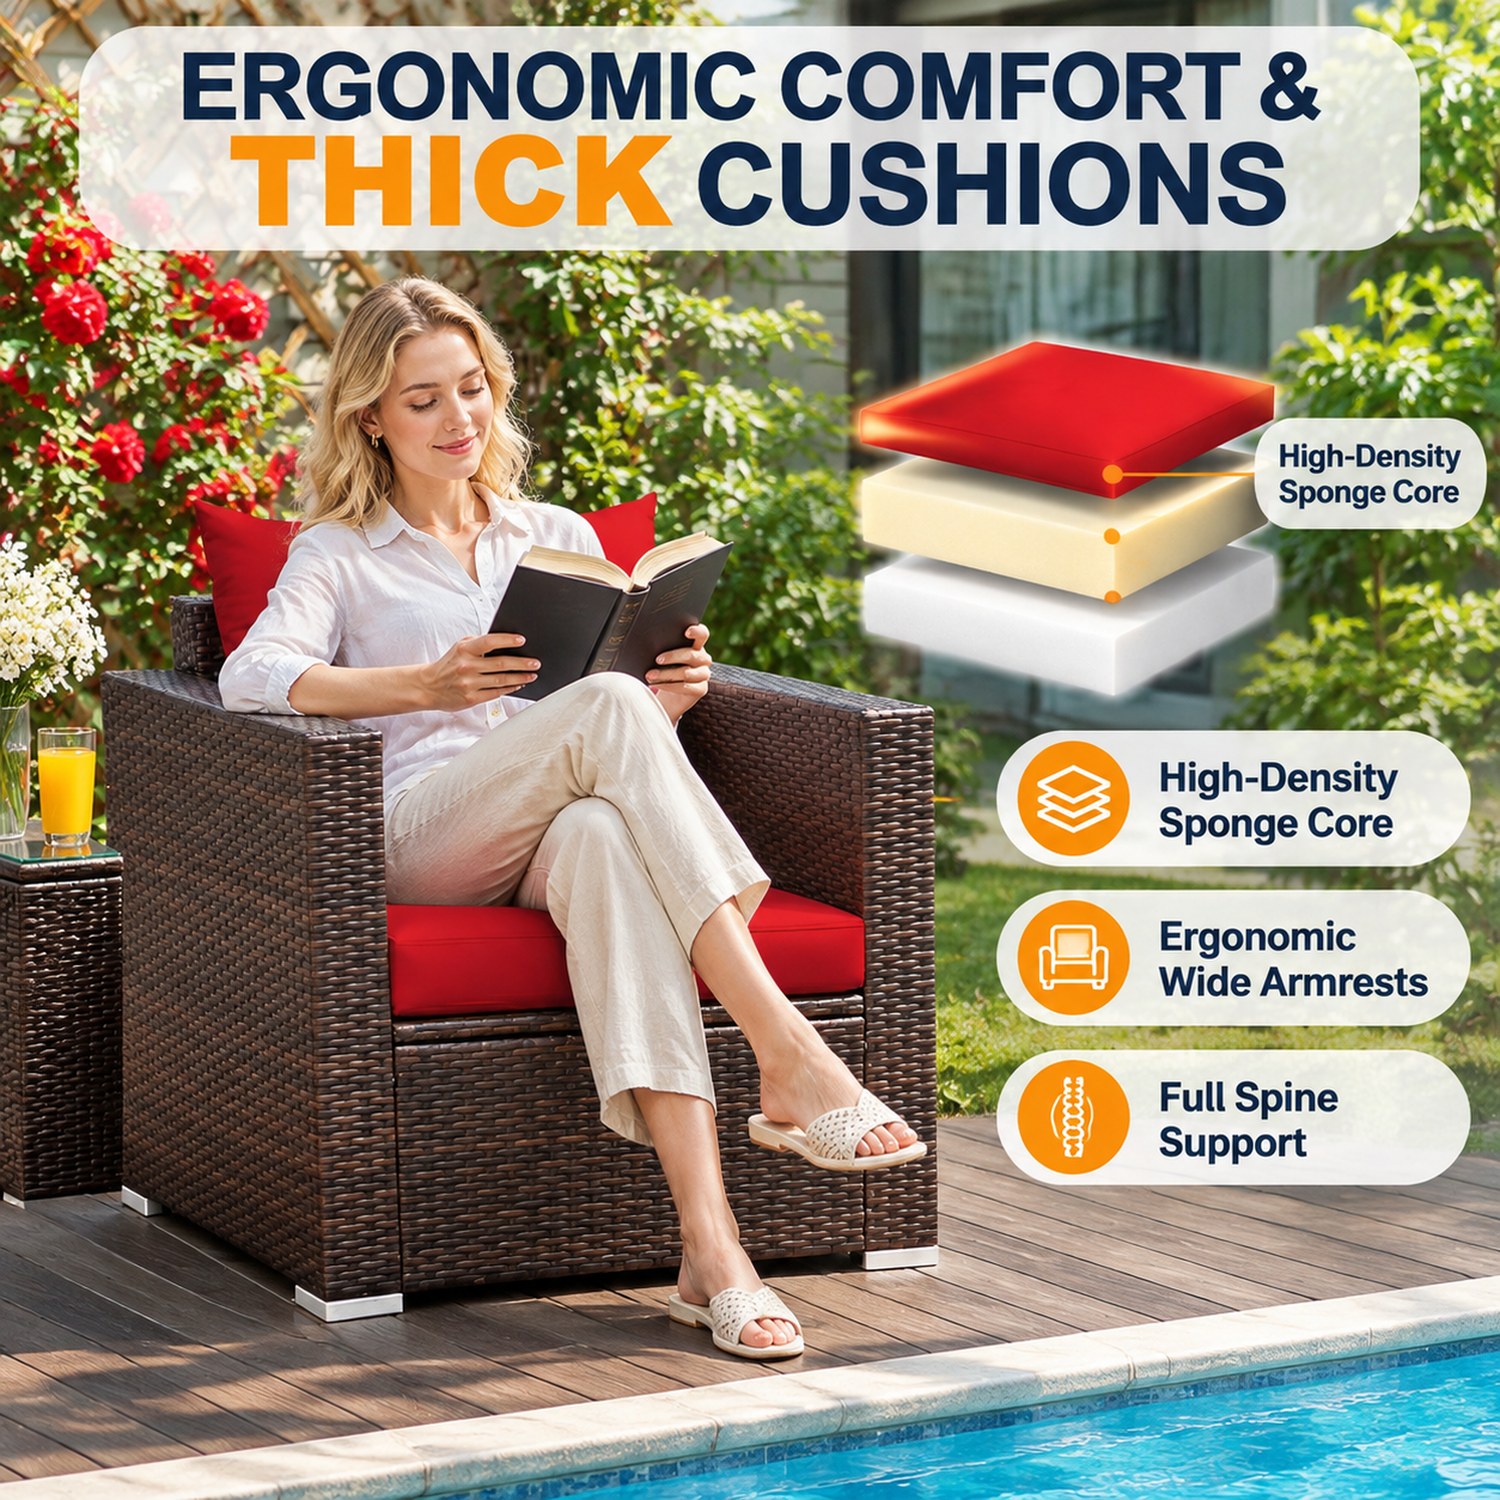 ERGONOMIC COMFORT &
THICK CUSHIONS
High-Density
Sponge Core
High-Density
Sponge Core
Ergonomic
Wide Armrests
Full Spine
Support